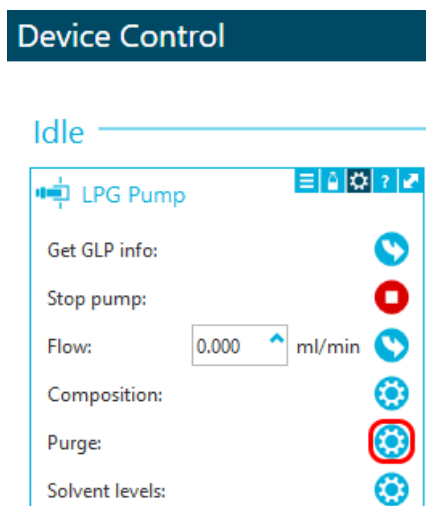 Device Control
Idle
LPG Pump ?
Get GLP info:
Stop pump:
Flow: 0.000 ml/min
Composition:
Purge:
Solvent levels: